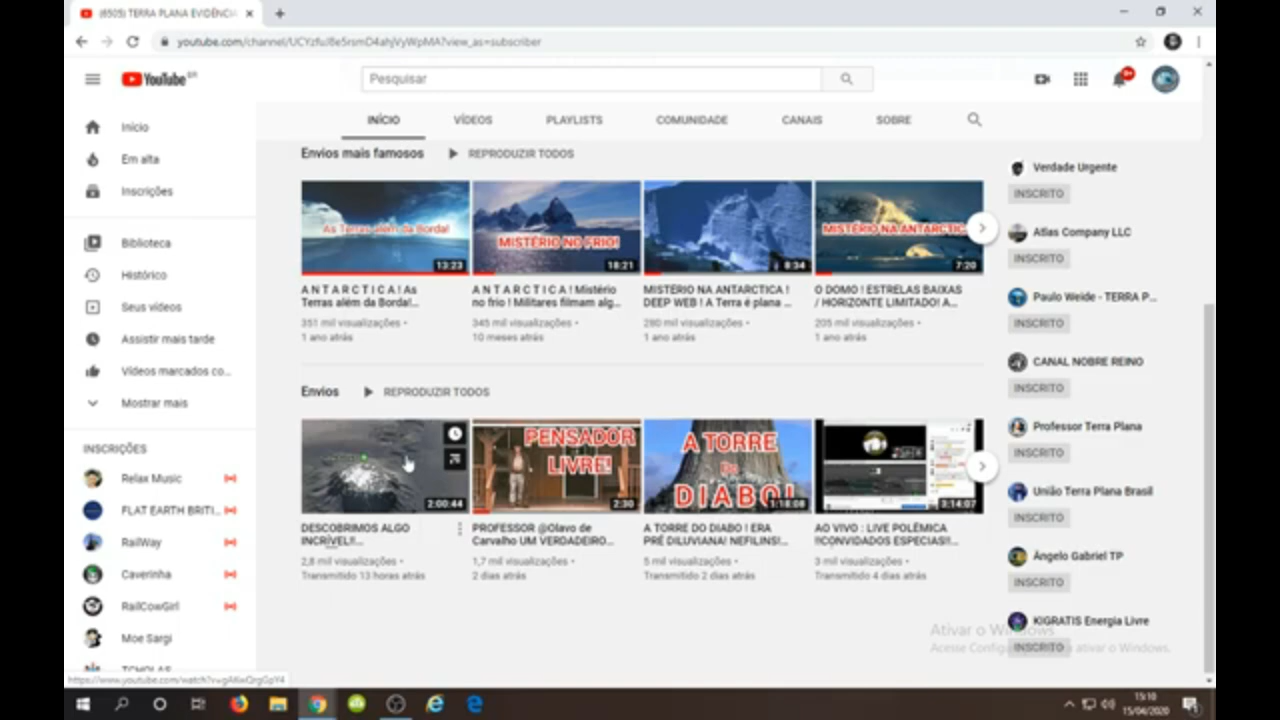 (6505) TERRA PLANA EVIDÊNCIA
youtube.com/channel/UCYzfuJ8e5rsmD4ahjVyWpMA?view_as=subscriber
YouTube BR
Pesquisar
9+
Início
Em alta
Inscrições
Biblioteca
Histórico
Seus vídeos
Assistir mais tarde
Vídeos marcados co...
Mostrar mais
INSCRIÇÕES
Relax Music
FLAT EARTH BRITI...
RailWay
Caverinha
RailCowGirl
Moe Sargi
TCHOLAS
INÍCIO VÍDEOS PLAYLISTS COMUNIDADE CANAIS SOBRE
Envios mais famosos REPRODUZIR TODOS
As Terras além da Borda!
13:23
MISTÉRIO NO FRIO!
18:21
8:34
MISTÉRIO NA ANTARCTIC
7:20
A N T A R C T I C A ! As
Terras além da Borda!...
351 mil visualizações •
1 ano atrás
A N T A R C T I C A ! Mistério
no frio ! Militares filmam alg...
345 mil visualizações •
10 meses atrás
MISTÉRIO NA ANTARCTICA !
DEEP WEB ! A Terra é plana ...
280 mil visualizações •
1 ano atrás
O DOMO ! ESTRELAS BAIXAS
/ HORIZONTE LIMITADO! A...
205 mil visualizações •
1 ano atrás
Envios REPRODUZIR TODOS
2:00:44
PENSADOR
LIVRE!
2:30
A TORRE
Do
DIABO!
1:18:08
3:14:07
DESCOBRIMOS ALGO
INCRÍVEL!!...
2,8 mil visualizações •
Transmitido 13 horas atrás
PROFESSOR @Olavo de
Carvalho UM VERDADEIRO...
1,7 mil visualizações •
2 dias atrás
A TORRE DO DIABO ! ERA
PRÉ DILUVIANA! NEFILINS!...
5 mil visualizações •
Transmitido 2 dias atrás
AO VIVO : LIVE POLÊMICA
!!CONVIDADOS ESPECIAIS!!...
3 mil visualizações •
Transmitido 4 dias atrás
Verdade Urgente
INSCRITO
Atlas Company LLC
INSCRITO
Paulo Weide - TERRA P...
INSCRITO
CANAL NOBRE REINO
INSCRITO
Professor Terra Plana
INSCRITO
União Terra Plana Brasil
INSCRITO
Ângelo Gabriel TP
INSCRITO
KIGRATIS Energia Livre
INSCRITO
Ativar o Windows
Acesse ativar o Windows.
15:10
15/04/2020